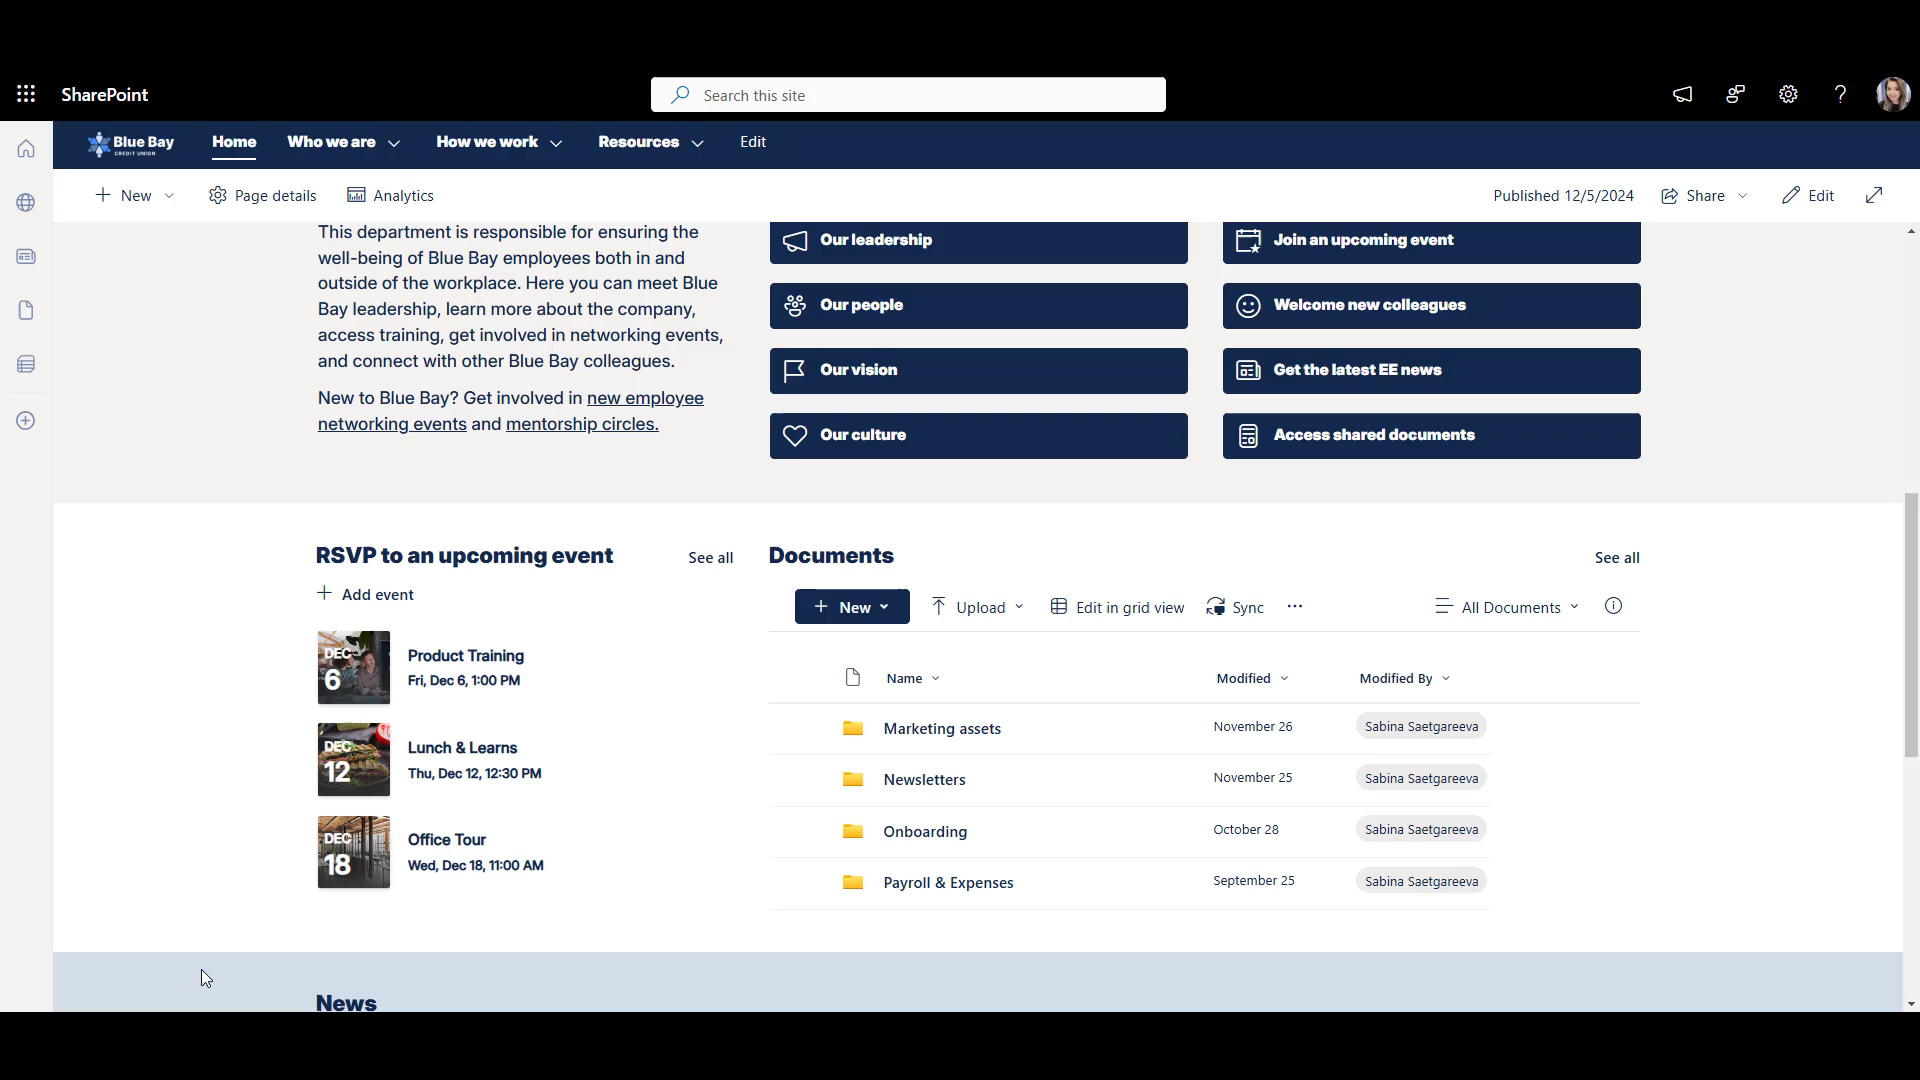 SharePoint
Search this site
Blue Bay
CREDIT UNION
Home
Who we are
How we work
Resources
Edit
New
Page details
Analytics
Published 12/5/2024
Share
Edit
This department is responsible for ensuring the
well-being of Blue Bay employees both in and
outside of the workplace. Here you can meet Blue
Bay leadership, learn more about the company,
access training, get involved in networking events,
and connect with other Blue Bay colleagues.
New to Blue Bay? Get involved in new employee
networking events and mentorship circles.
Our leadership
Our people
Our vision
Our culture
Join an upcoming event
Welcome new colleagues
Get the latest EE news
Access shared documents
RSVP to an upcoming event
See all
Add event
DEC
6
Product Training
Fri, Dec 6, 1:00 PM
DEC
12
Lunch & Learns
Thu, Dec 12, 12:30 PM
DEC
18
Office Tour
Wed, Dec 18, 11:00 AM
Documents
See all
New
Upload
Edit in grid view
Sync
All Documents
Name
Modified
Modified By
Marketing assets
November 26
Sabina Saetgareeva
Newsletters
November 25
Sabina Saetgareeva
Onboarding
October 28
Sabina Saetgareeva
Payroll & Expenses
September 25
Sabina Saetgareeva
News